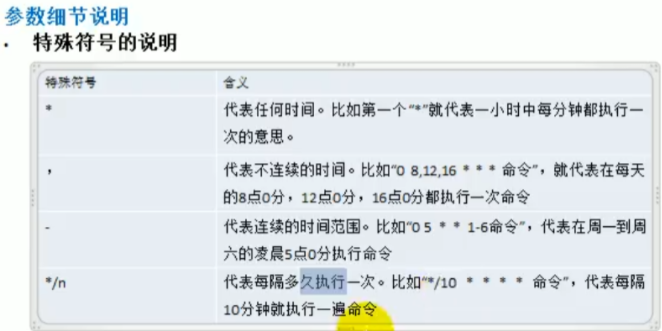 参数细节说明
• 特殊符号的说明
特殊符号 含义
* 代表任何时间。比如第一个“*”就代表一小时中每分钟都执行一
次的意思。
， 代表不连续的时间。比如“0 8,12,16 * * * 命令”，就代表在每天
的8点0分，12点0分，16点0分都执行一次命令
- 代表连续的时间范围。比如“0 5 * * 1-6命令”，代表在周一到周
六的凌晨5点0分执行命令
*/n 代表每隔多久执行一次。比如“*/10 * * * * 命令”，代表每隔
10分钟就执行一遍命令